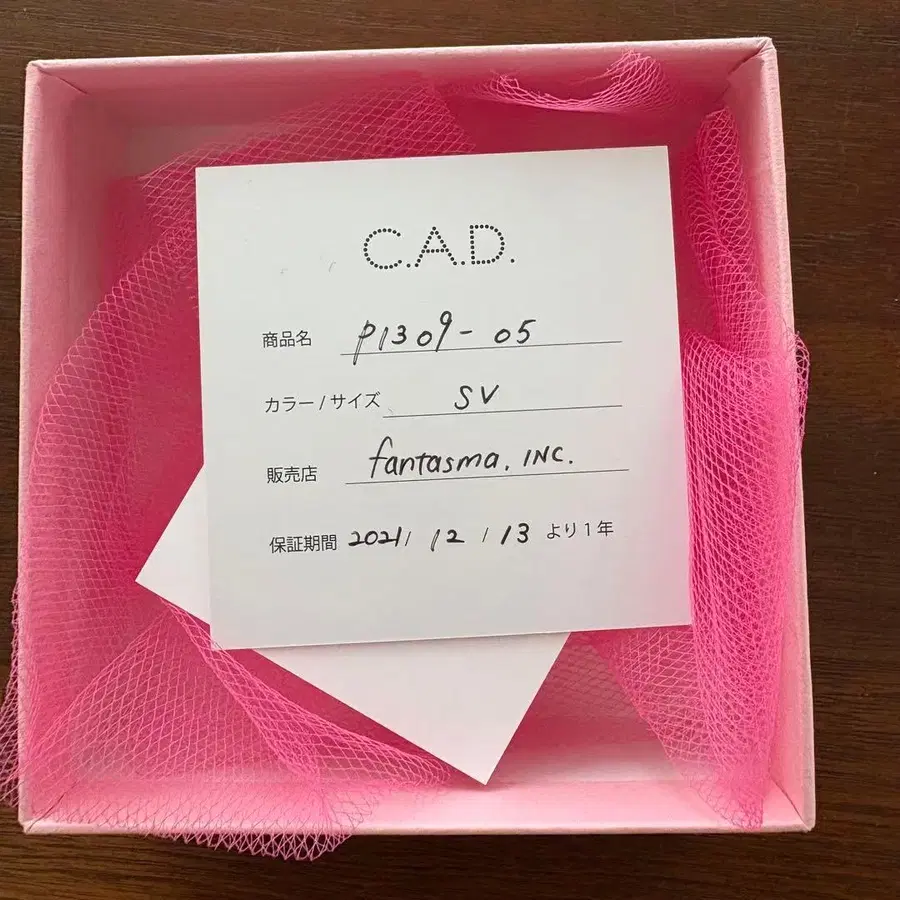 C.A.D.
商品名 P1309-05
カラー / サイズ SV
販売店 fantasma. INC.
保証期間 2021/ 12 / 13 より1年